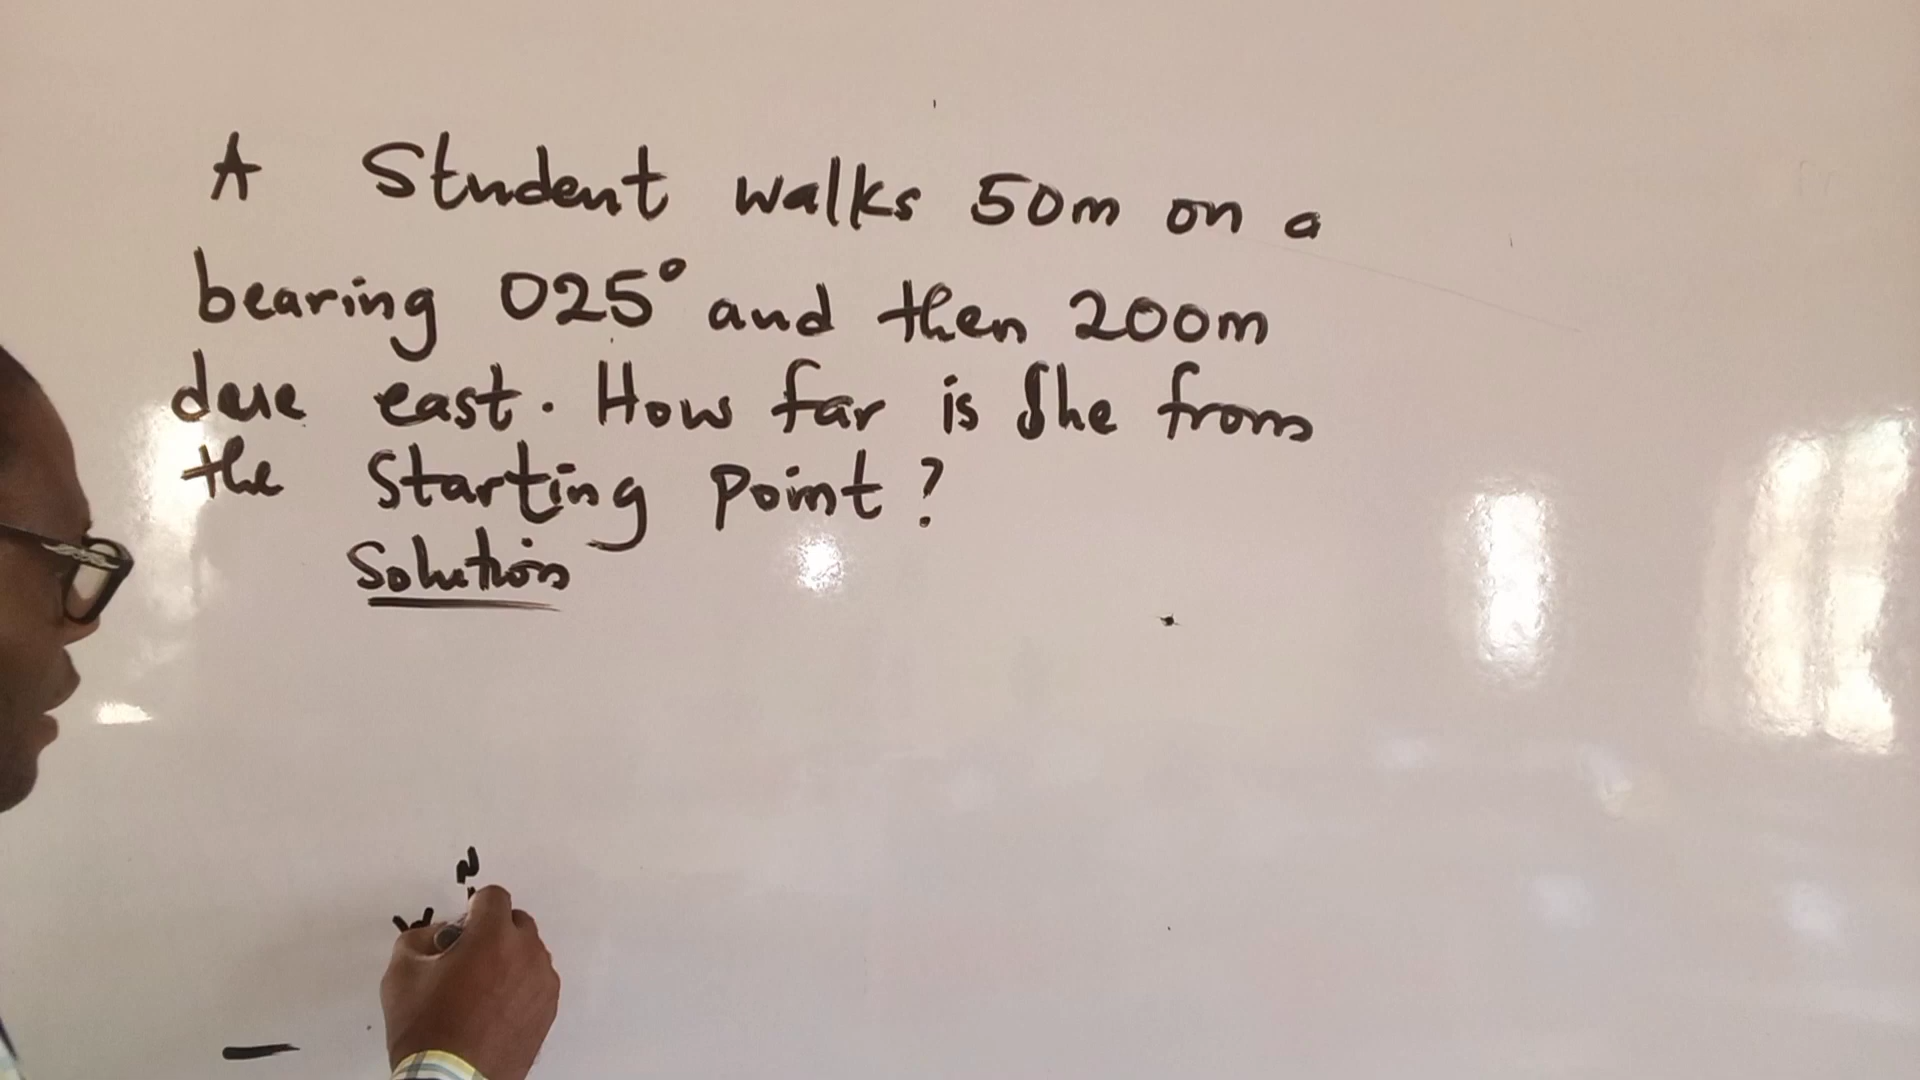 A Student walks 50m on a
bearing 025° and then 200m
due east. How far is She from
the Starting Point?
Solution
N
W